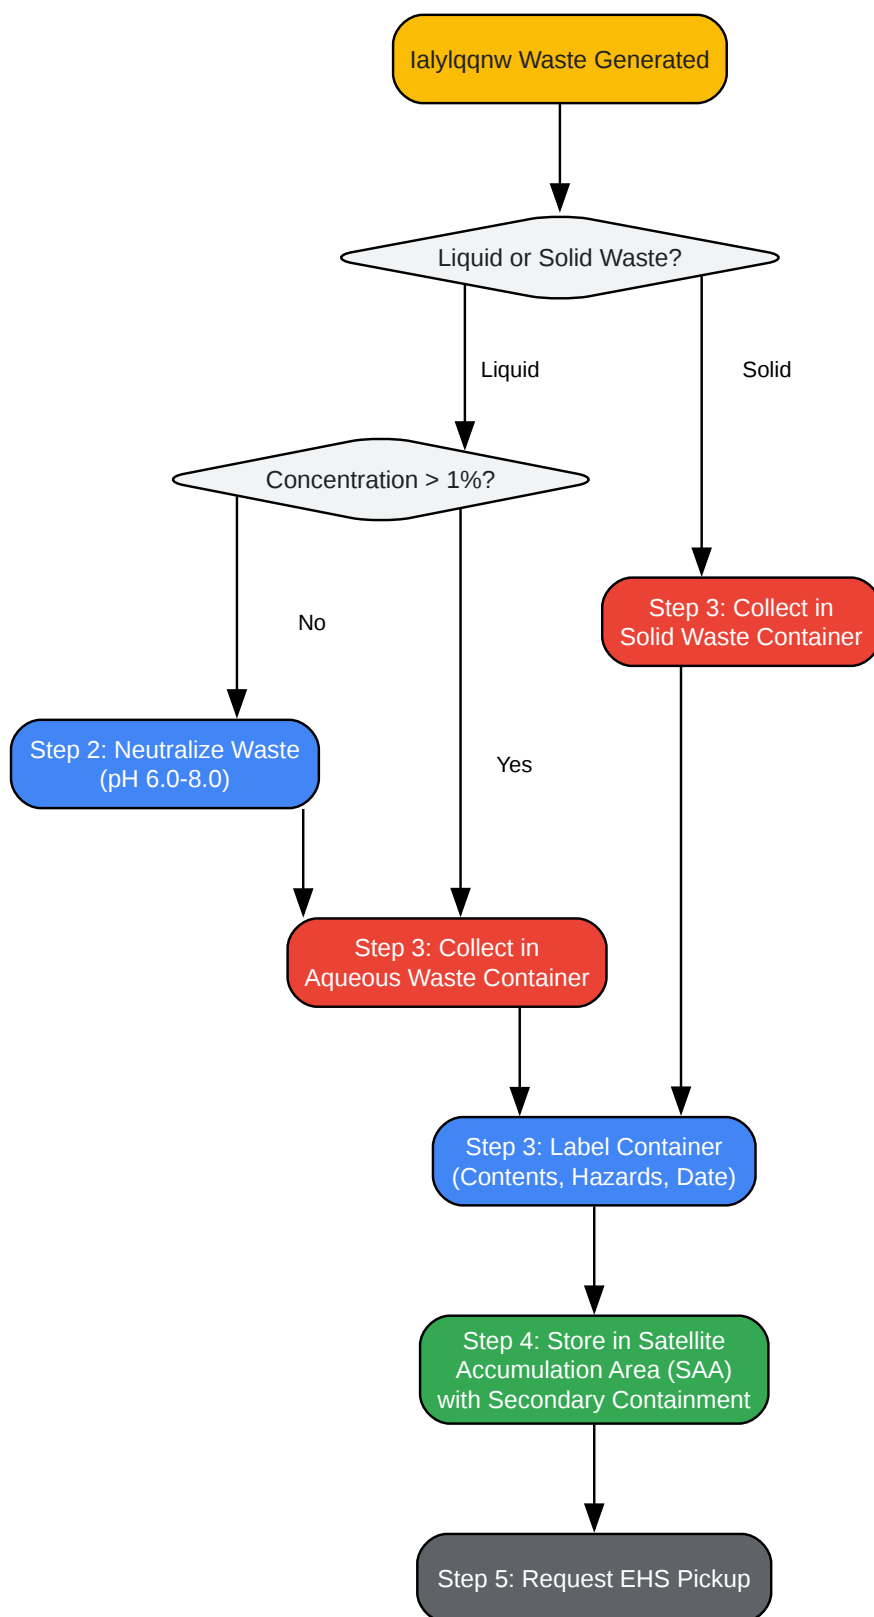 Ialylqqnw Waste Generated
Liquid or Solid Waste?
Liquid
Solid
Concentration > 1%?
No
Step 3: Collect in
Solid Waste Container
Step 2: Neutralize Waste
(pH 6.0-8.0)
Yes
Step 3: Collect in
Aqueous Waste Container
Step 3: Label Container
(Contents, Hazards, Date)
Step 4: Store in Satellite
Accumulation Area (SAA)
with Secondary Containment
Step 5: Request EHS Pickup